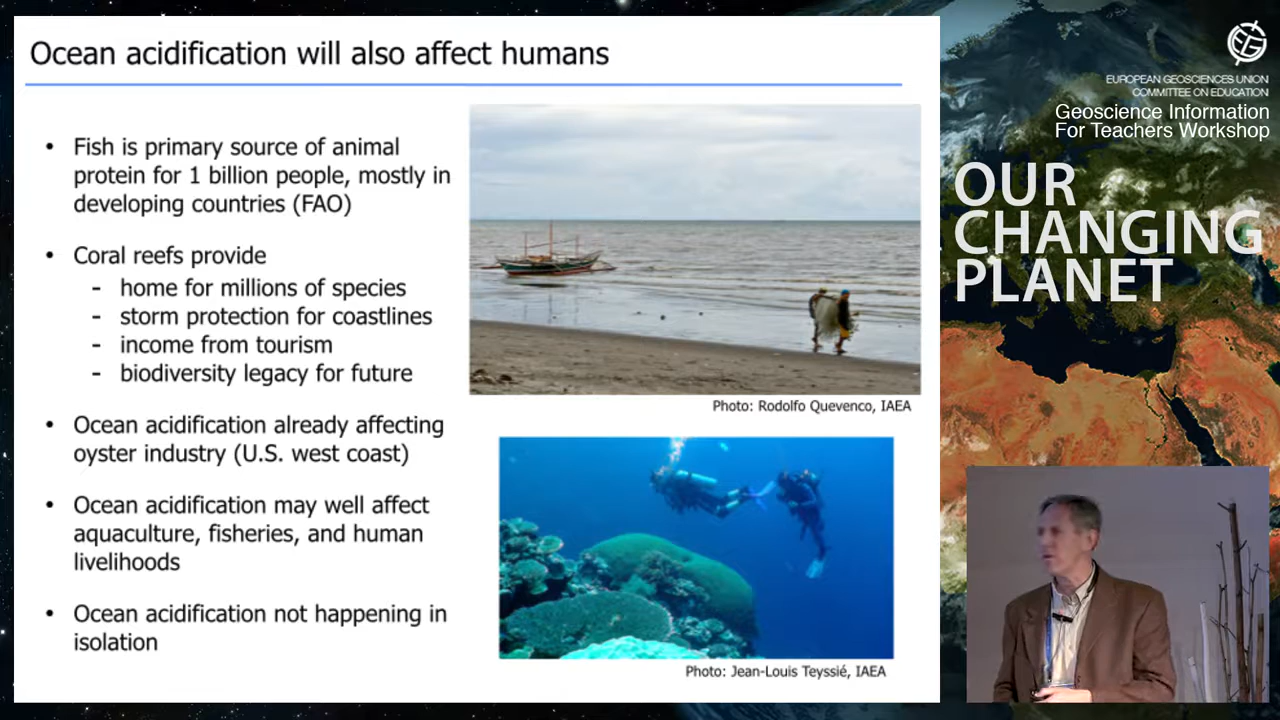 Ocean acidification will also affect humans
• Fish is primary source of animal
protein for 1 billion people, mostly in
developing countries (FAO)
• Coral reefs provide
- home for millions of species
- storm protection for coastlines
- income from tourism
- biodiversity legacy for future
• Ocean acidification already affecting
oyster industry (U.S. west coast)
• Ocean acidification may well affect
aquaculture, fisheries, and human
livelihoods
• Ocean acidification not happening in
isolation
Photo: Rodolfo Quevenco, IAEA
Photo: Jean-Louis Teyssié, IAEA
EUROPEAN GEOSCIENCES UNION
COMMITTEE ON EDUCATION
Geoscience Information
For Teachers Workshop
OUR
CHANGING
PLANET